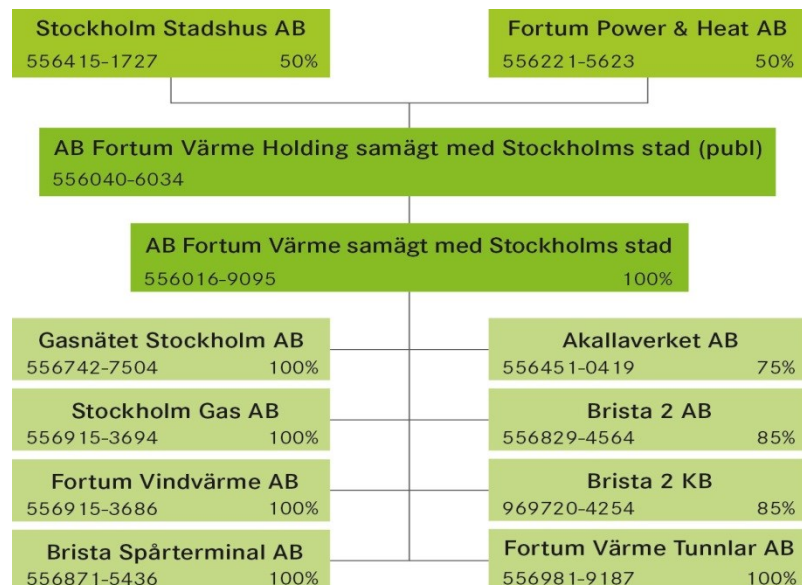 Stockholm Stadshus AB
556415-1727 50%
Fortum Power & Heat AB
556221-5623 50%
AB Fortum Värme Holding samägt med Stockholms stad (publ)
556040-6034
AB Fortum Värme samägt med Stockholms stad
556016-9095 100%
Gasnätet Stockholm AB
556742-7504 100%
Akallaverket AB
556451-0419 75%
Stockholm Gas AB
556915-3694 100%
Brista 2 AB
556829-4564 85%
Fortum Vindvärme AB
556915-3686 100%
Brista 2 KB
969720-4254 85%
Brista Spårterminal AB
556871-5436 100%
Fortum Värme Tunnlar AB
556981-9187 100%